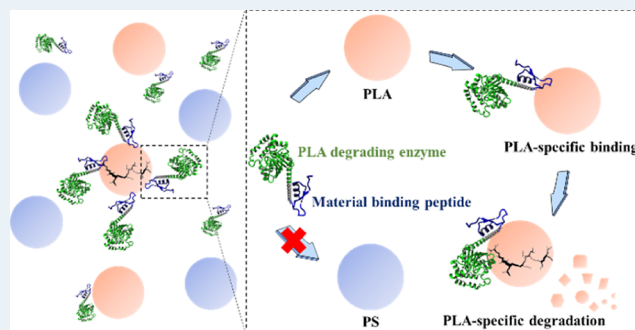 PLA
PLA-specific binding
PLA degrading enzyme
Material binding peptide
PS
PLA-specific degradation